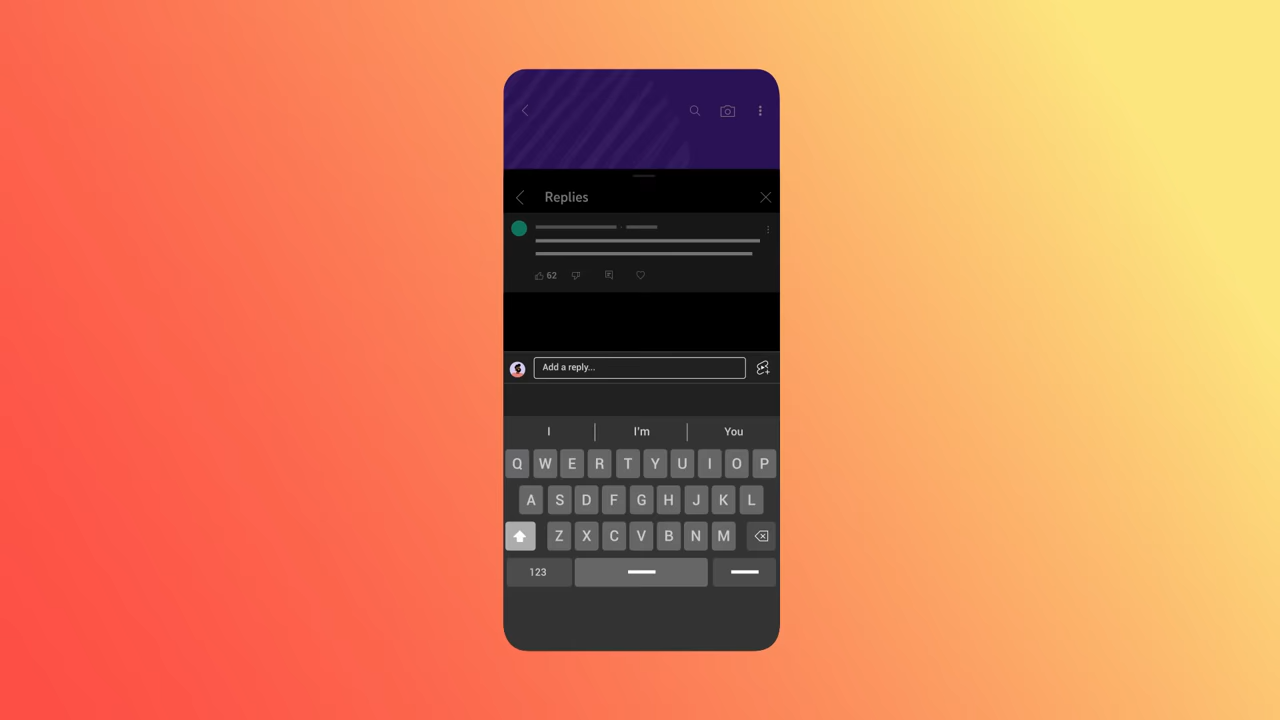 Replies
62
Add a reply...
I I'm You
Q W E R T Y U I O P
A S D F G H J K L
Z X C V B N M
123